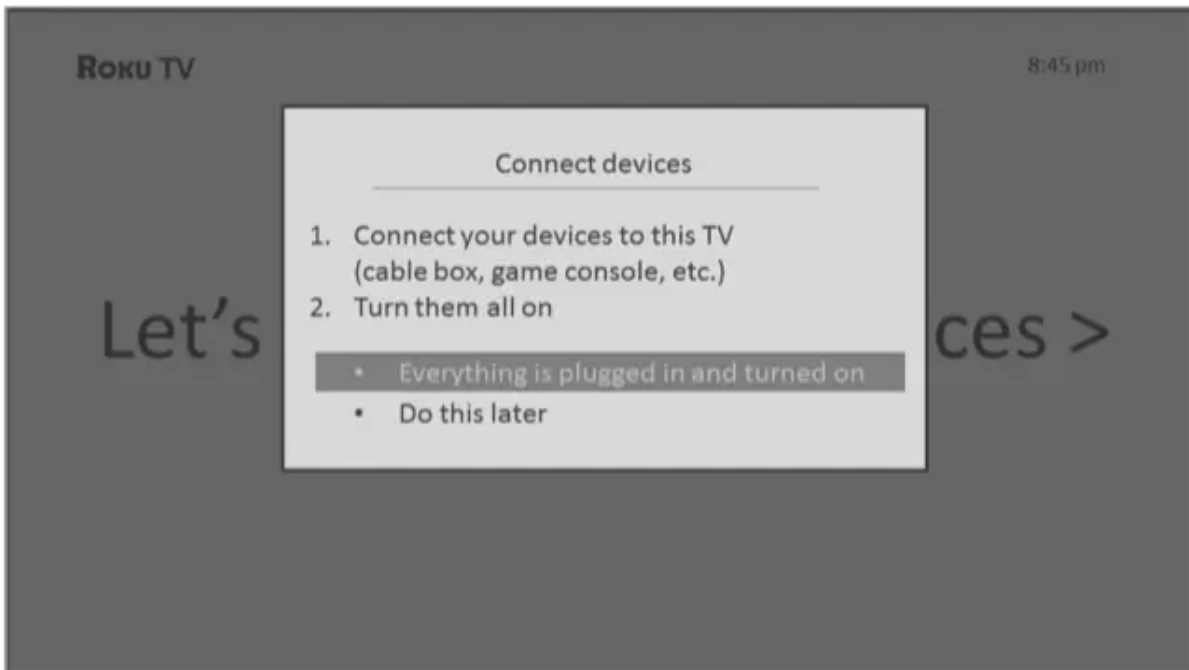 ROKU TV
8:45 pm
Connect devices
1. Connect your devices to this TV
(cable box, game console, etc.)
2. Turn them all on
Let's ces >
• Everything is plugged in and turned on
• Do this later